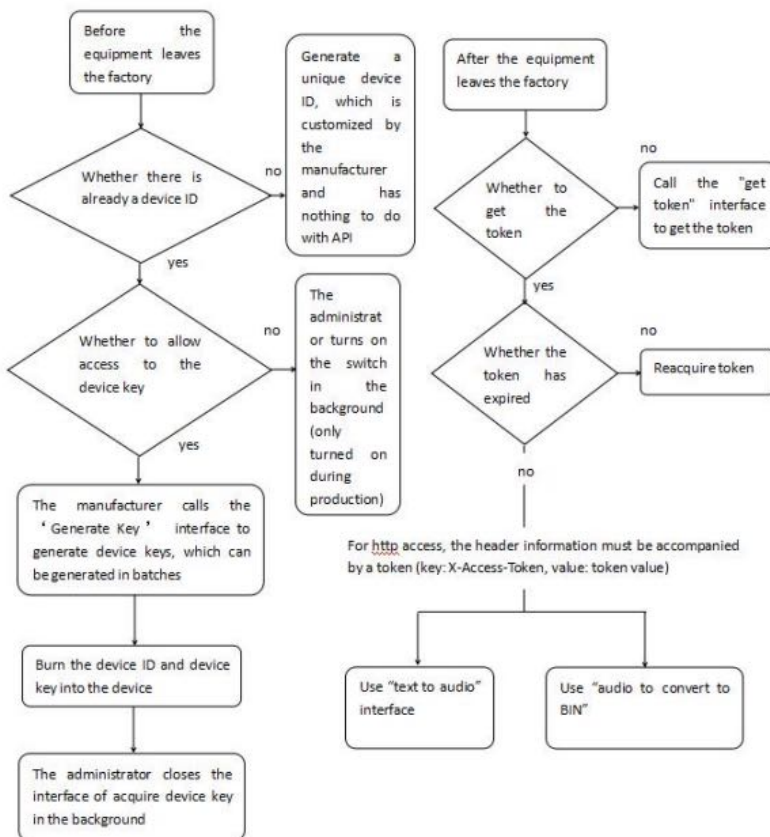 Before the
equipment leaves
the factory
Whether there is
already a device ID
no
Generate a
unique device
ID, which is
customized by
the
manufacturer
and has
nothing to do
with API
yes
Whether to allow
access to the
device key
no
The
administrat
or turns on
the switch
in the
background
(only
turned on
during
production)
yes
The manufacturer calls the
‘Generate Key’ interface to
generate device keys, which can
be generated in batches
Burn the device ID and device
key into the device
The administrator closes the
interface of acquire device key
in the background
After the equipment
leaves the factory
Whether to
get the
token
no
Call the "get
token" interface
to get the token
yes
Whether the
token has
expired
no
Reacquire token
no
For http access, the header information must be accompanied
by a token (key: X-Access-Token, value: token value)
Use “text to audio”
interface
Use “audio to convert to
BIN”